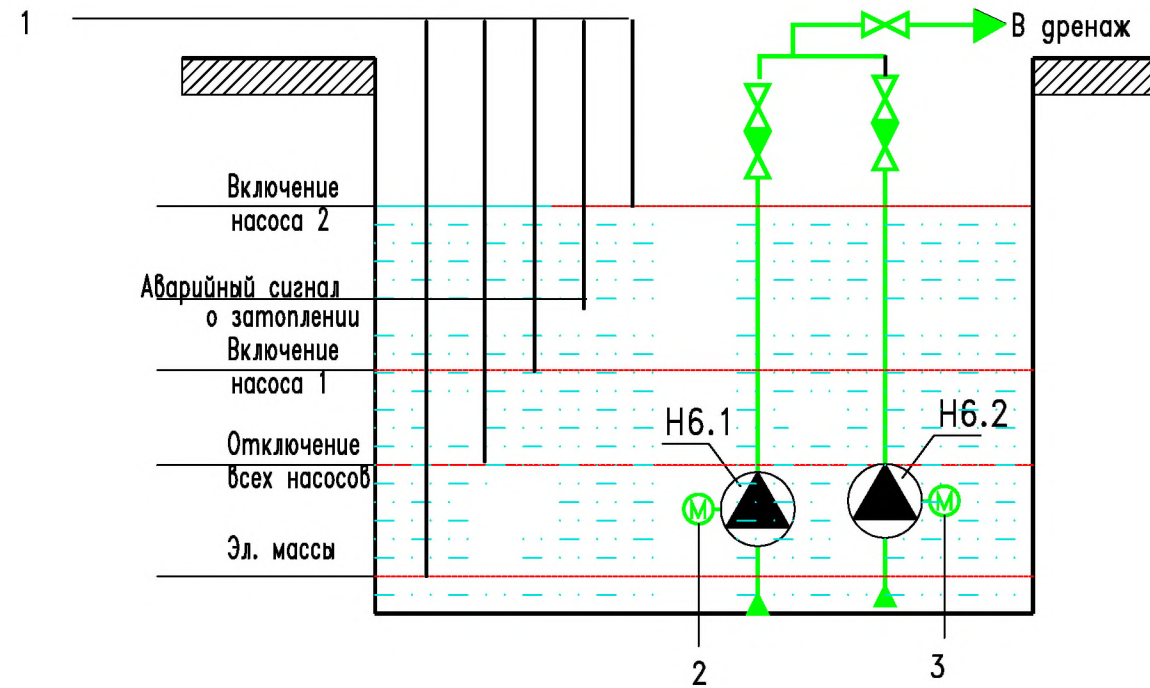 1
В дренаж
Включение
насоса 2
Аварийный сигнал
о затоплении
Включение
насоса 1
Н6.1
Н6.2
Отключение
всех насосов
М
М
Эл. массы
2
3